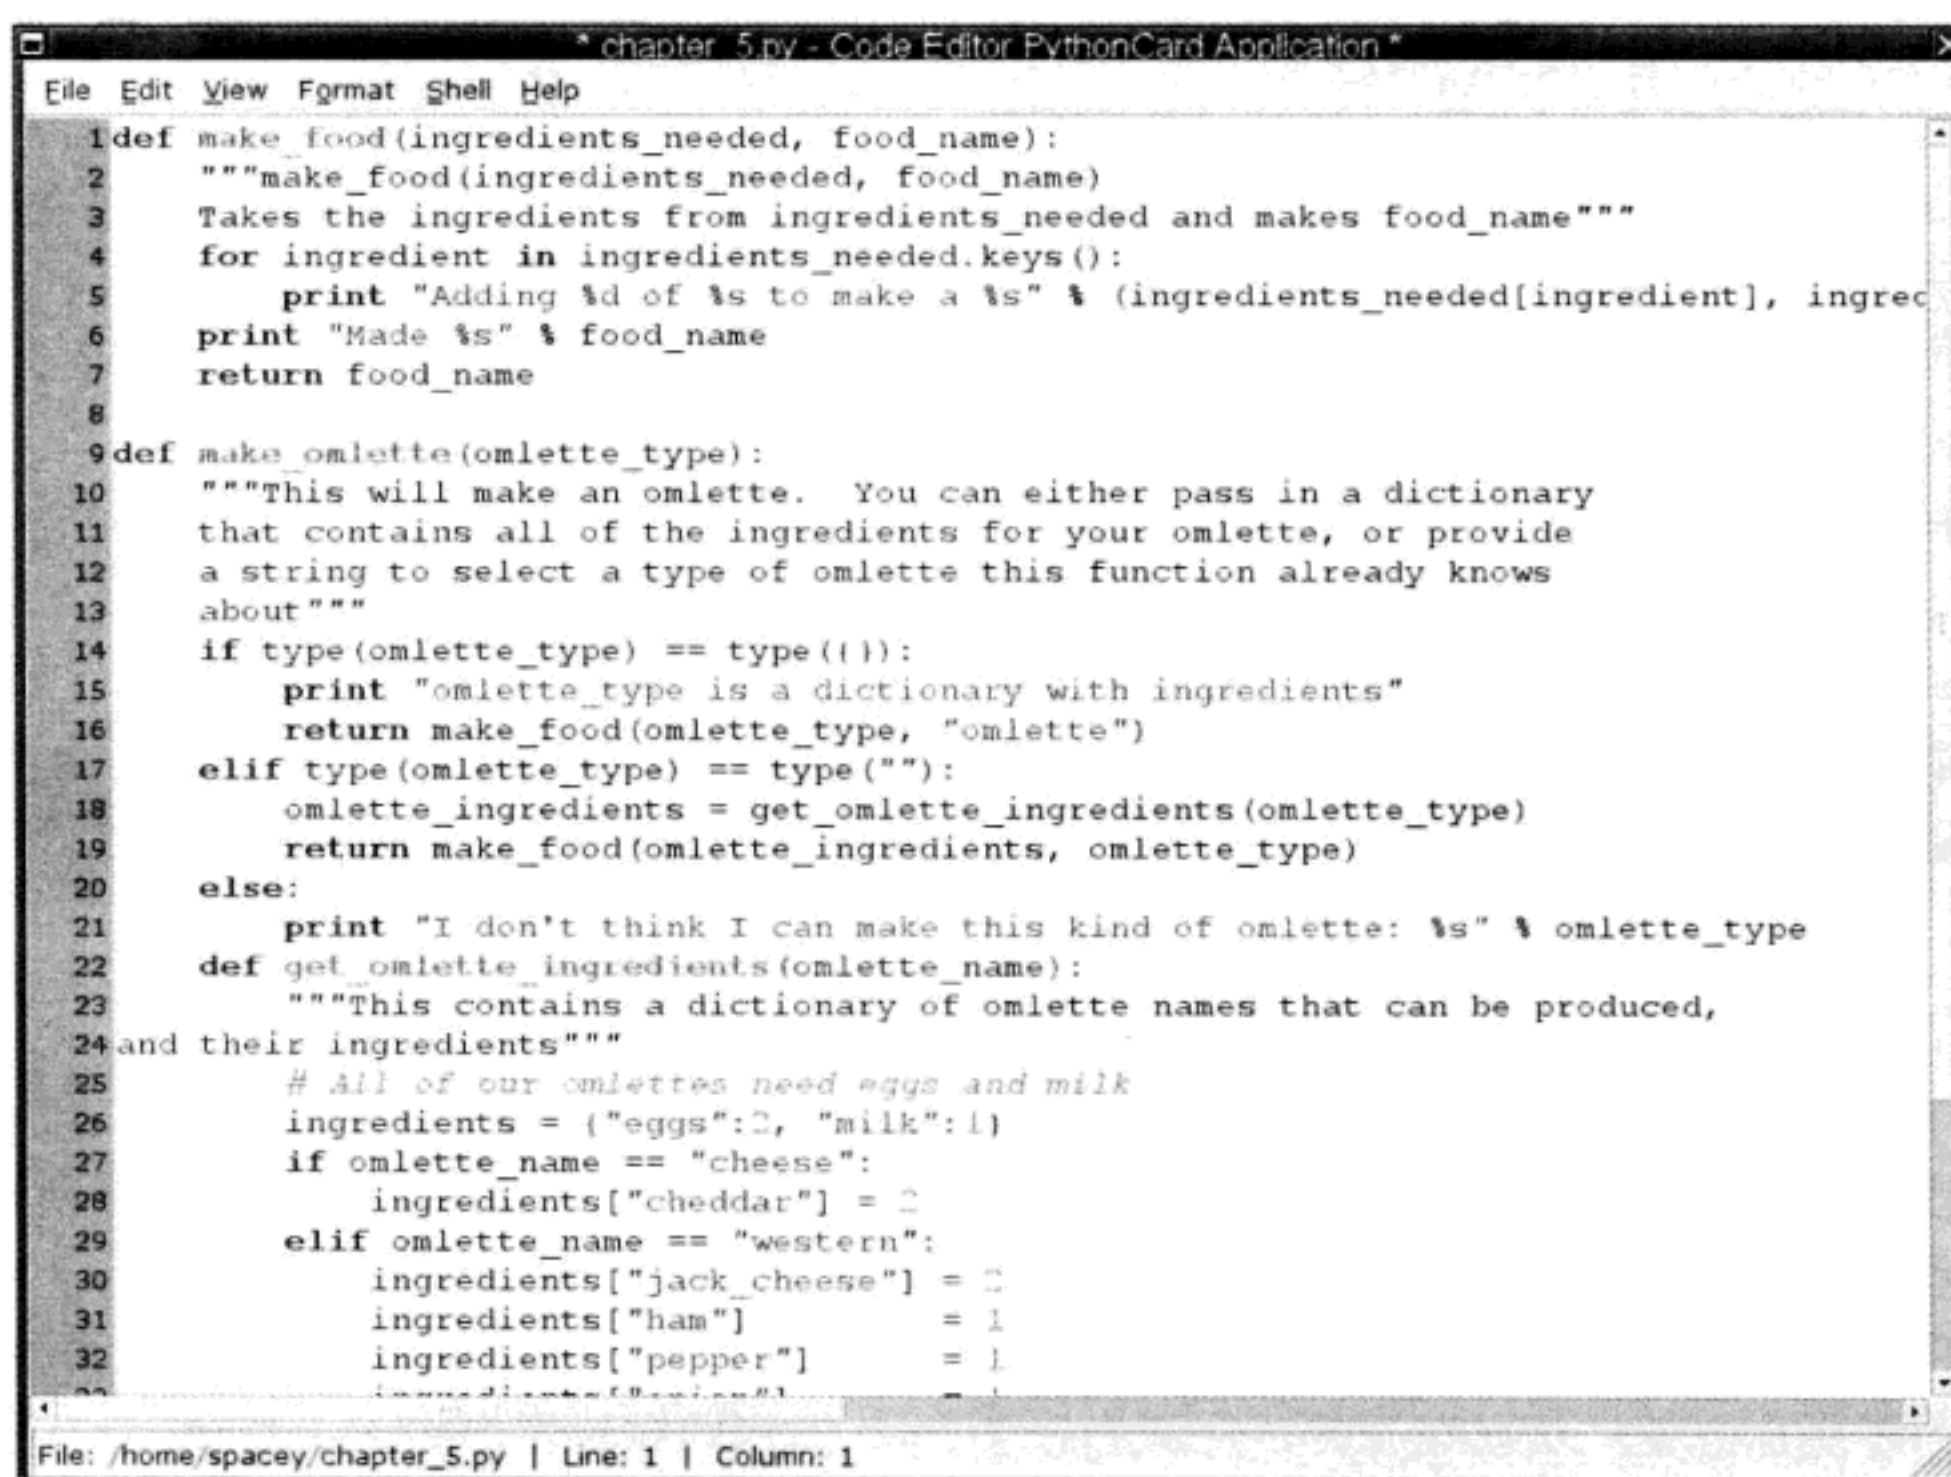 * chapter_5.py - Code Editor PythonCard Application *
File Edit View Format Shell Help
1 def make_food(ingredients_needed, food_name):
2     """make_food(ingredients_needed, food_name)
3     Takes the ingredients from ingredients_needed and makes food_name"""
4     for ingredient in ingredients_needed.keys():
5         print "Adding %d of %s to make a %s" % (ingredients_needed[ingredient], ingred
6     print "Made %s" % food_name
7     return food_name
8
9 def make_omlette(omlette_type):
10     """This will make an omlette.  You can either pass in a dictionary
11     that contains all of the ingredients for your omlette, or provide
12     a string to select a type of omlette this function already knows
13     about"""
14     if type(omlette_type) == type({}):
15         print "omlette_type is a dictionary with ingredients"
16         return make_food(omlette_type, "omlette")
17     elif type(omlette_type) == type(""):
18         omlette_ingredients = get_omlette_ingredients(omlette_type)
19         return make_food(omlette_ingredients, omlette_type)
20     else:
21         print "I don't think I can make this kind of omlette: %s" % omlette_type
22     def get_omlette_ingredients(omlette_name):
23         """This contains a dictionary of omlette names that can be produced,
24 and their ingredients"""
25         # All of our omlettes need eggs and milk
26         ingredients = {"eggs":2, "milk":1}
27         if omlette_name == "cheese":
28             ingredients["cheddar"] = 2
29         elif omlette_name == "western":
30             ingredients["jack_cheese"] = 2
31             ingredients["ham"]         = 1
32             ingredients["pepper"]      = 1
File: /home/spacey/chapter_5.py | Line: 1 | Column: 1